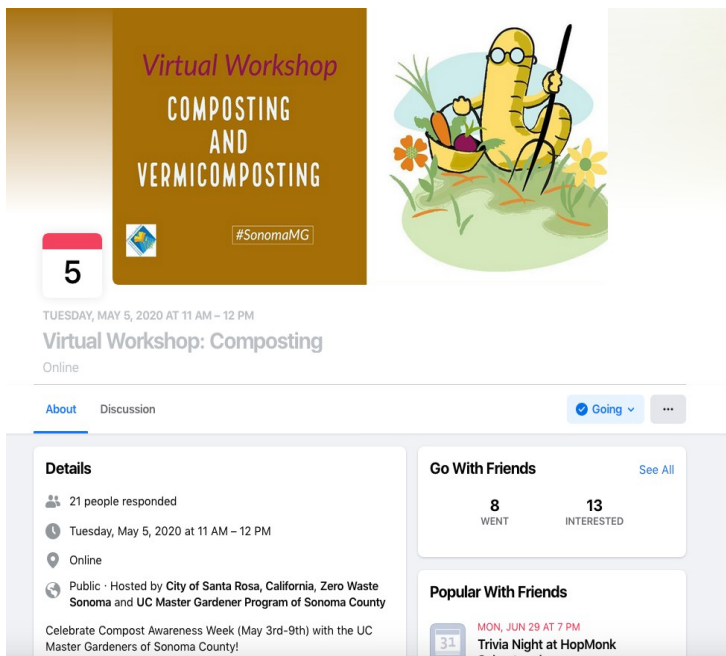 Virtual Workshop
COMPOSTING
AND
VERMICOMPOSTING
#SonomaMG
5
TUESDAY, MAY 5, 2020 AT 11 AM – 12 PM
Virtual Workshop: Composting
Online
About Discussion
Going
Details
21 people responded
Tuesday, May 5, 2020 at 11 AM – 12 PM
Online
Public · Hosted by City of Santa Rosa, California, Zero Waste
Sonoma and UC Master Gardener Program of Sonoma County
Celebrate Compost Awareness Week (May 3rd-9th) with the UC
Master Gardeners of Sonoma County!
Go With Friends See All
8 13
WENT INTERESTED
Popular With Friends
31
MON, JUN 29 AT 7 PM
Trivia Night at HopMonk